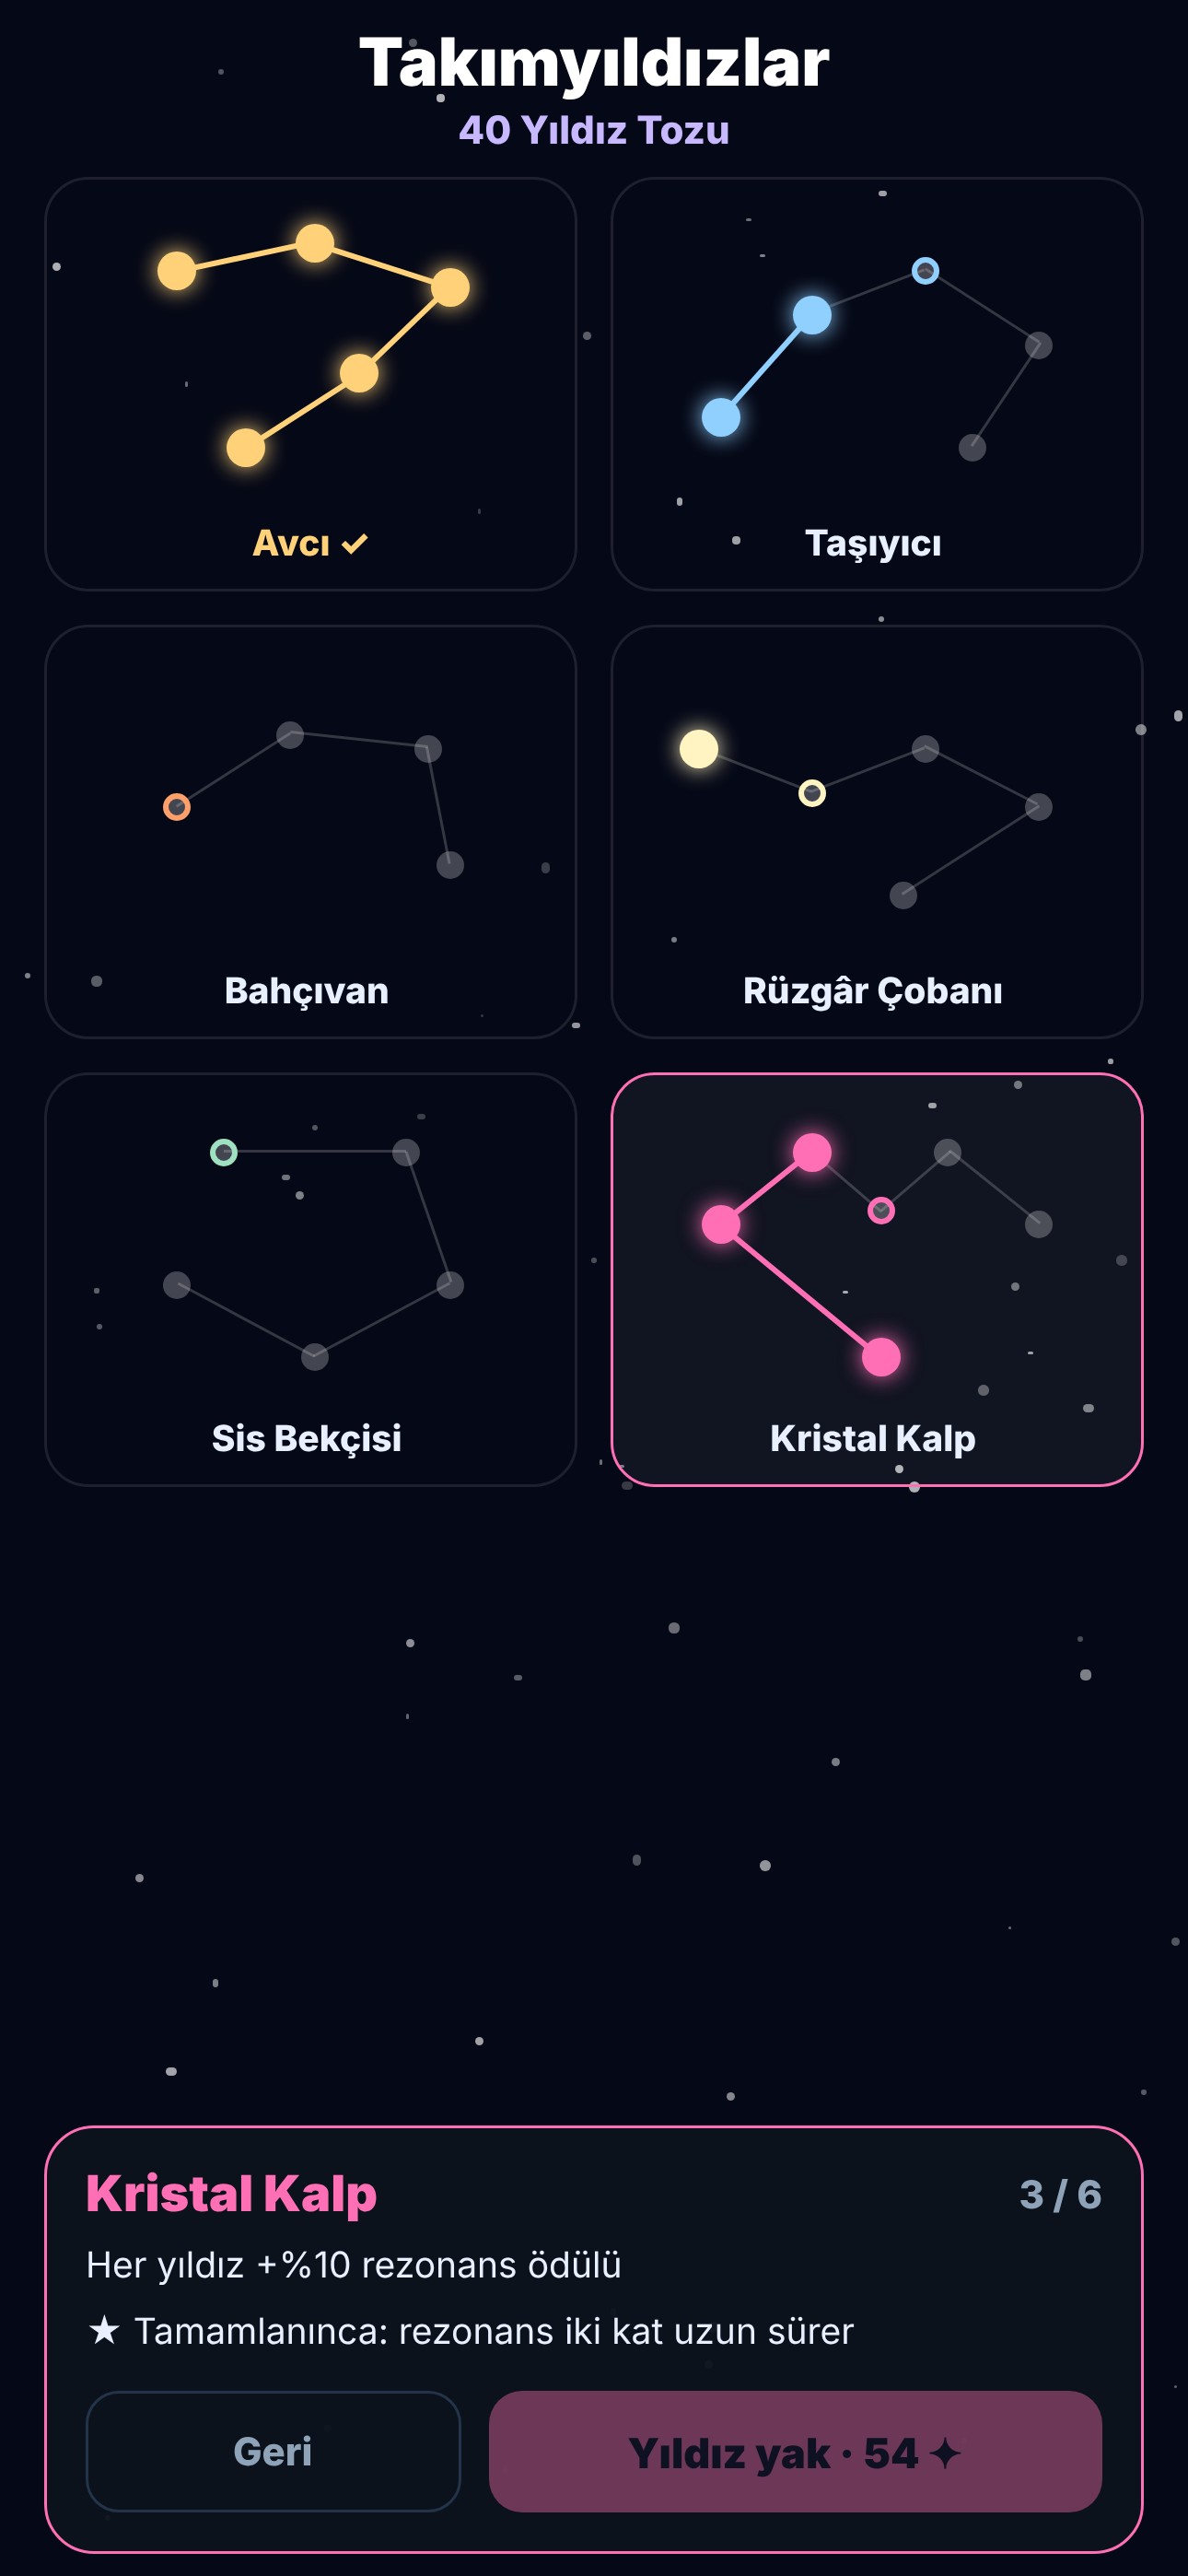 Takımyıldızlar
40 Yıldız Tozu
Avcı ✓
Taşıyıcı
Bahçıvan
Rüzgâr Çobanı
Sis Bekçisi
Kristal Kalp
Kristal Kalp
3 / 6
Her yıldız +%10 rezonans ödülü
★ Tamamlanınca: rezonans iki kat uzun sürer
Geri
Yıldız yak · 54 ✦